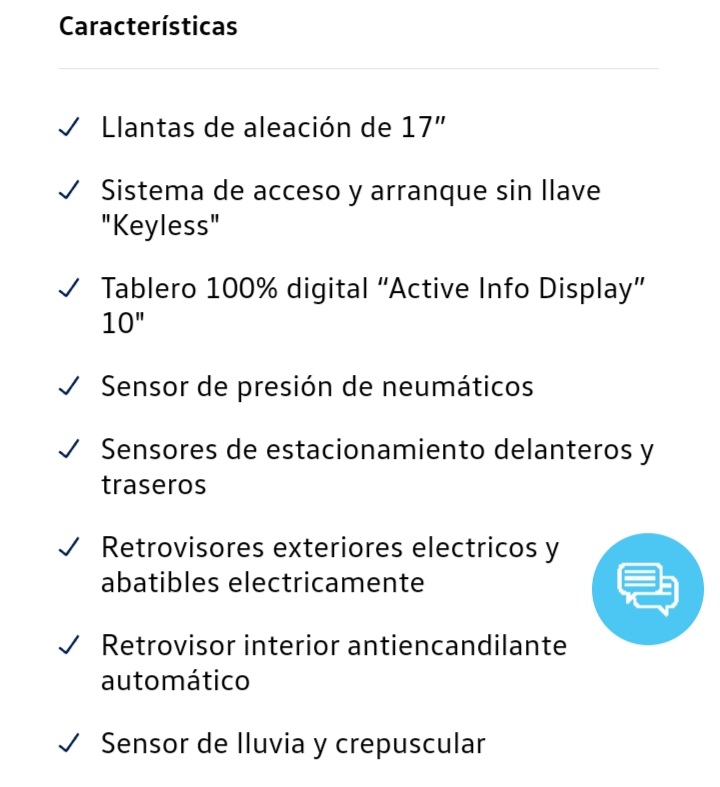 Características
Llantas de aleación de 17”
Sistema de acceso y arranque sin llave
"Keyless"
Tablero 100% digital “Active Info Display”
10"
Sensor de presión de neumáticos
Sensores de estacionamiento delanteros y
traseros
Retrovisores exteriores electricos y
abatibles electricamente
Retrovisor interior antiencandilante
automático
Sensor de lluvia y crepuscular